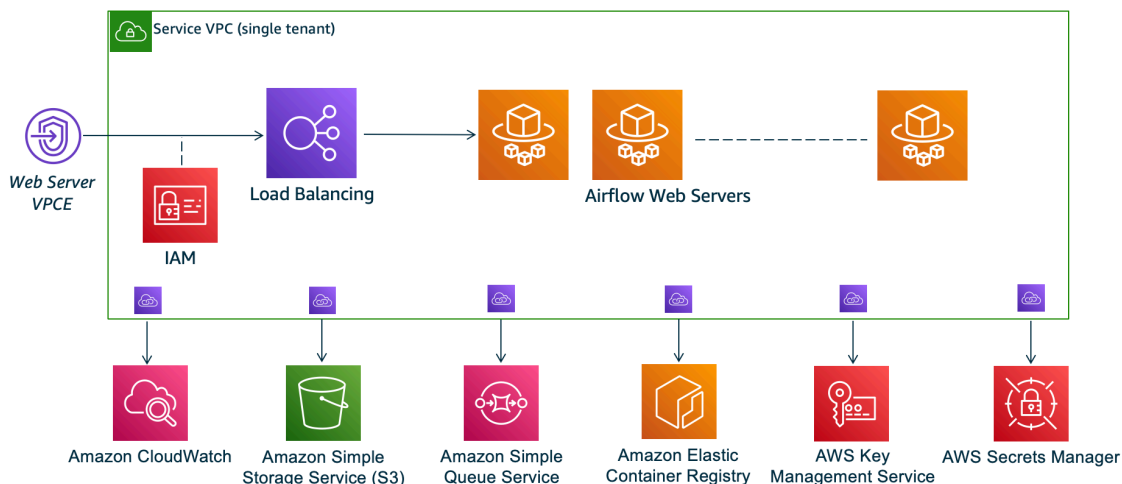 Service VPC (single tenant)
Web Server
VPCE
IAM
Load Balancing
Airflow Web Servers
Amazon CloudWatch
Amazon Simple
Storage Service (S3)
Amazon Simple
Queue Service
Amazon Elastic
Container Registry
AWS Key
Management Service
AWS Secrets Manager